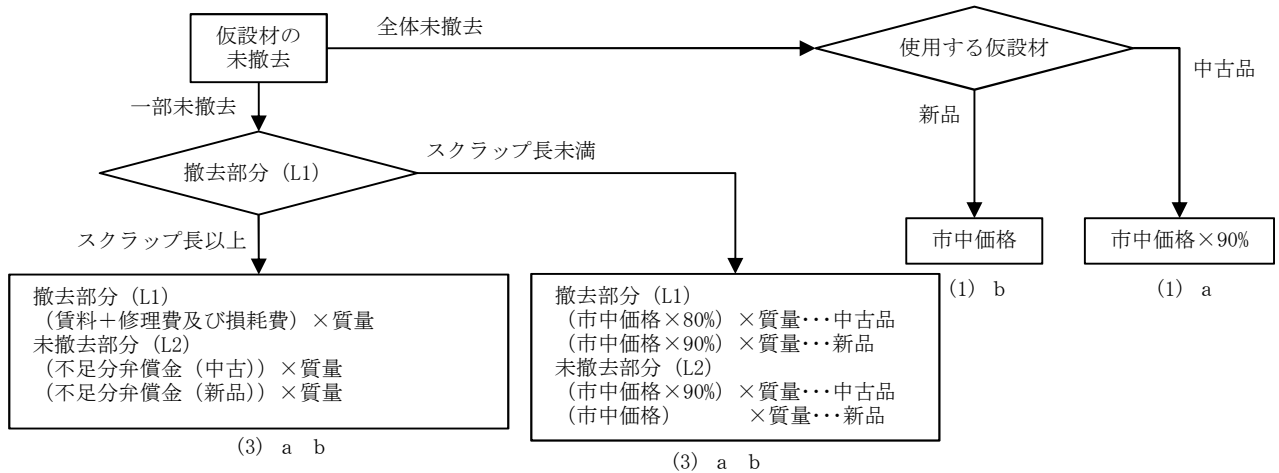 仮設材の
未撤去
全体未撤去
使用する仮設材
中古品
新品
一部未撤去
スクラップ長未満
撤去部分（L1）
スクラップ長以上
市中価格
市中価格×90%
(1) b
(1) a
撤去部分（L1）
（賃料＋修理費及び損耗費）×質量
未撤去部分（L2）
（不足分弁償金（中古））×質量
（不足分弁償金（新品））×質量
(3) a b
撤去部分（L1）
（市中価格×80%）×質量･･･中古品
（市中価格×90%）×質量･･･新品
未撤去部分（L2）
（市中価格×90%）×質量･･･中古品
（市中価格）　　　×質量･･･新品
(3) a b